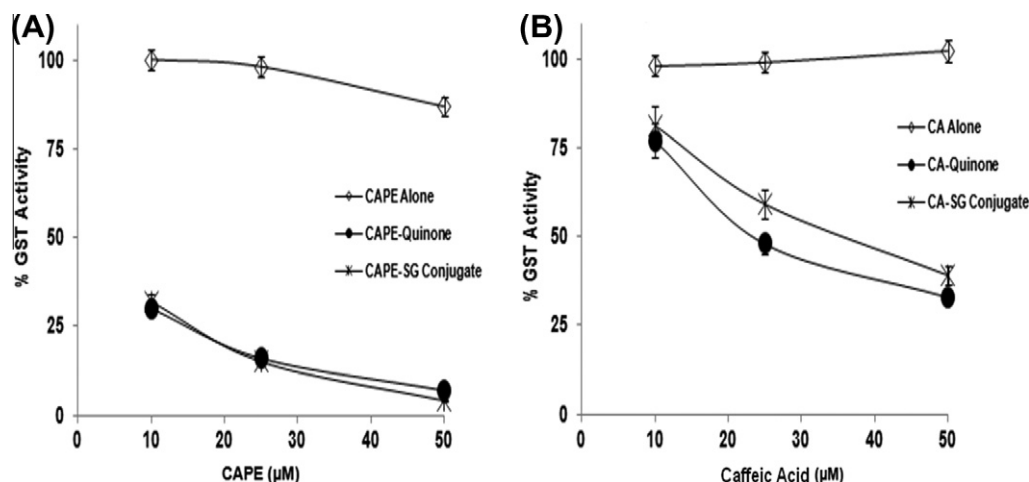 (A)
% GST Activity
100
75
50
25
0
0 10 20 30 40 50
CAPE (µM)
CAPE Alone
CAPE-Quinone
CAPE-SG Conjugate
(B)
% GST Activity
100
75
50
25
0
0 10 20 30 40 50
Caffeic Acid (µM)
CA Alone
CA-Quinone
CA-SG Conjugate